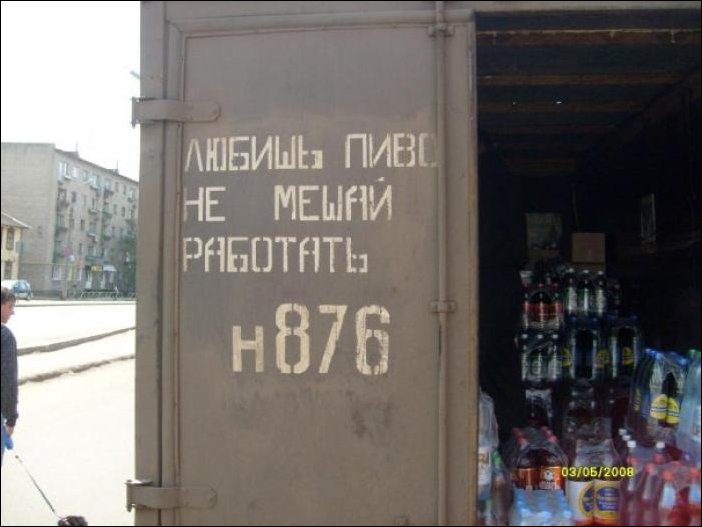 ЛЮБИШЬ ПИВО
НЕ МЕШАЙ
РАБОТАТЬ
н876
03/05/2008